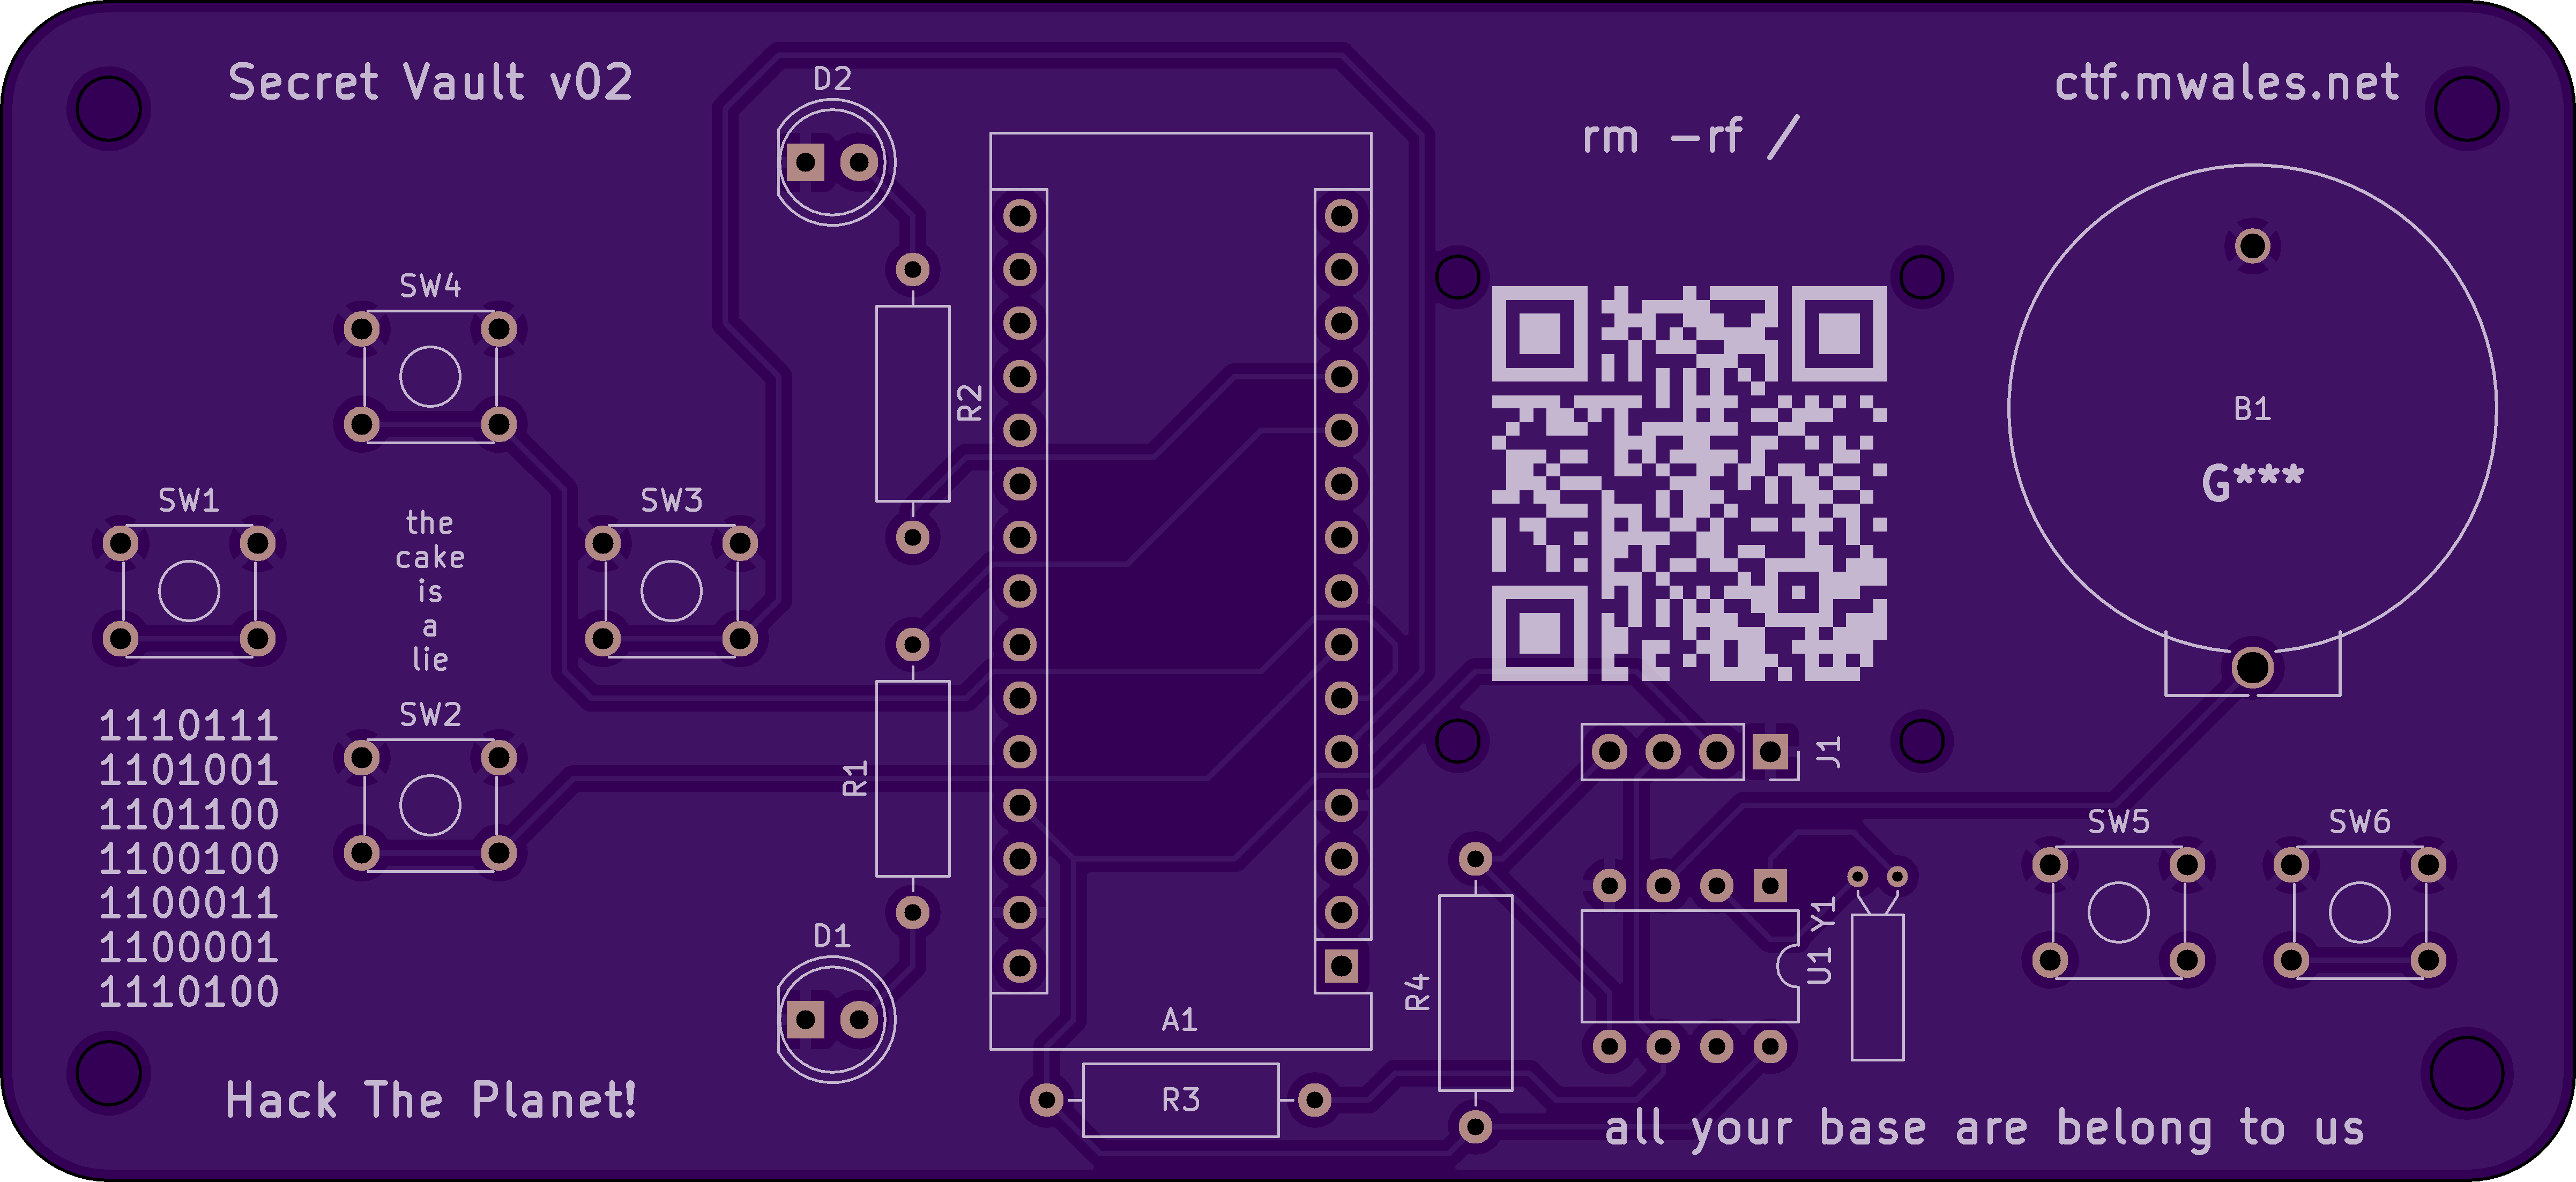 Secret Vault v02
D2
ctf.mwales.net
rm -rf /
SW4
R2
B1
G***
SW1
SW3
the
cake
is
a
lie
SW2
1110111
1101001
1101100
1100100
1100011
1100001
1110100
R1
J1
SW5
SW6
D1
Y1
U1
R4
A1
R3
Hack The Planet!
all your base are belong to us